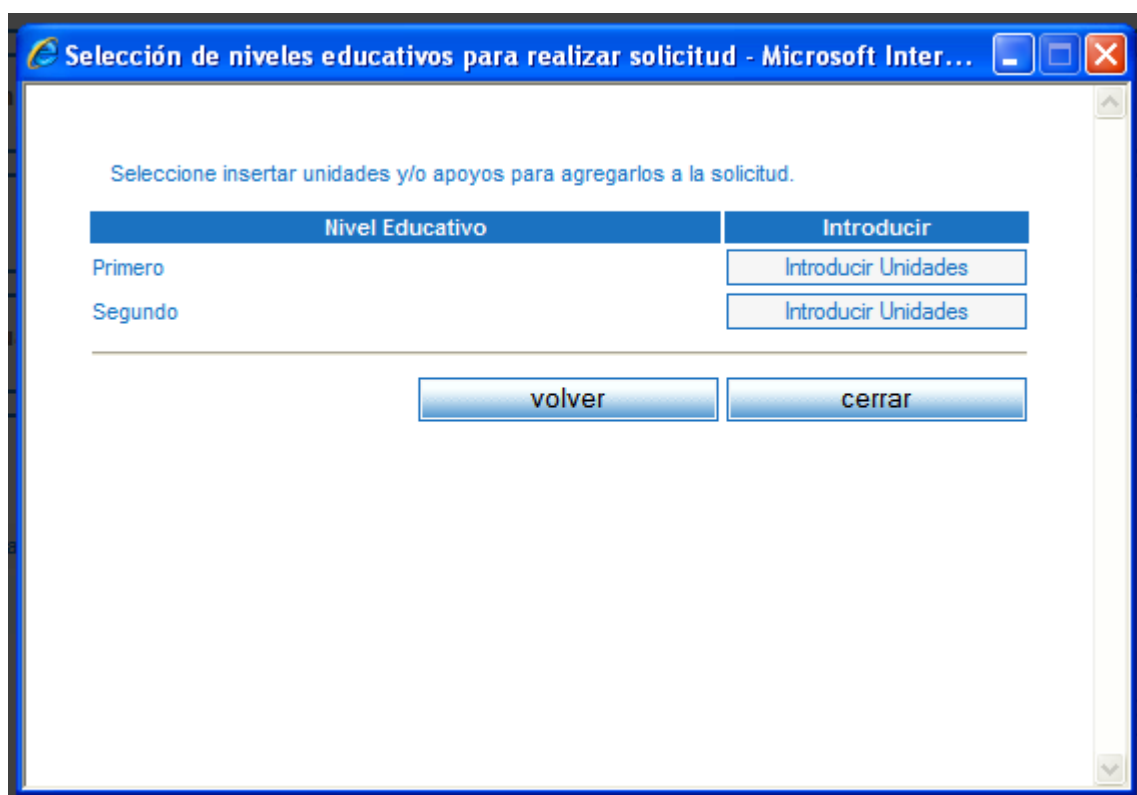 Selección de niveles educativos para realizar solicitud - Microsoft Inter...
Seleccione insertar unidades y/o apoyos para agregarlos a la solicitud.
Nivel Educativo Introducir
Primero Introducir Unidades
Segundo Introducir Unidades
volver cerrar